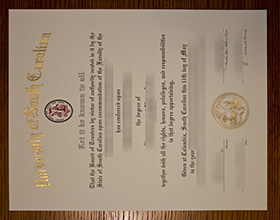 University of South Carolina
Let it be known to all
That the Board of Trustees by virtue of authority vested in it by the
State of South Carolina upon recommendation of the Faculty of the
has conferred upon
the degree of
together with all the rights, honors, privileges, and responsibilities
to that degree appertaining.
Given at Columbia, South Carolina this 11th day of May
in the year